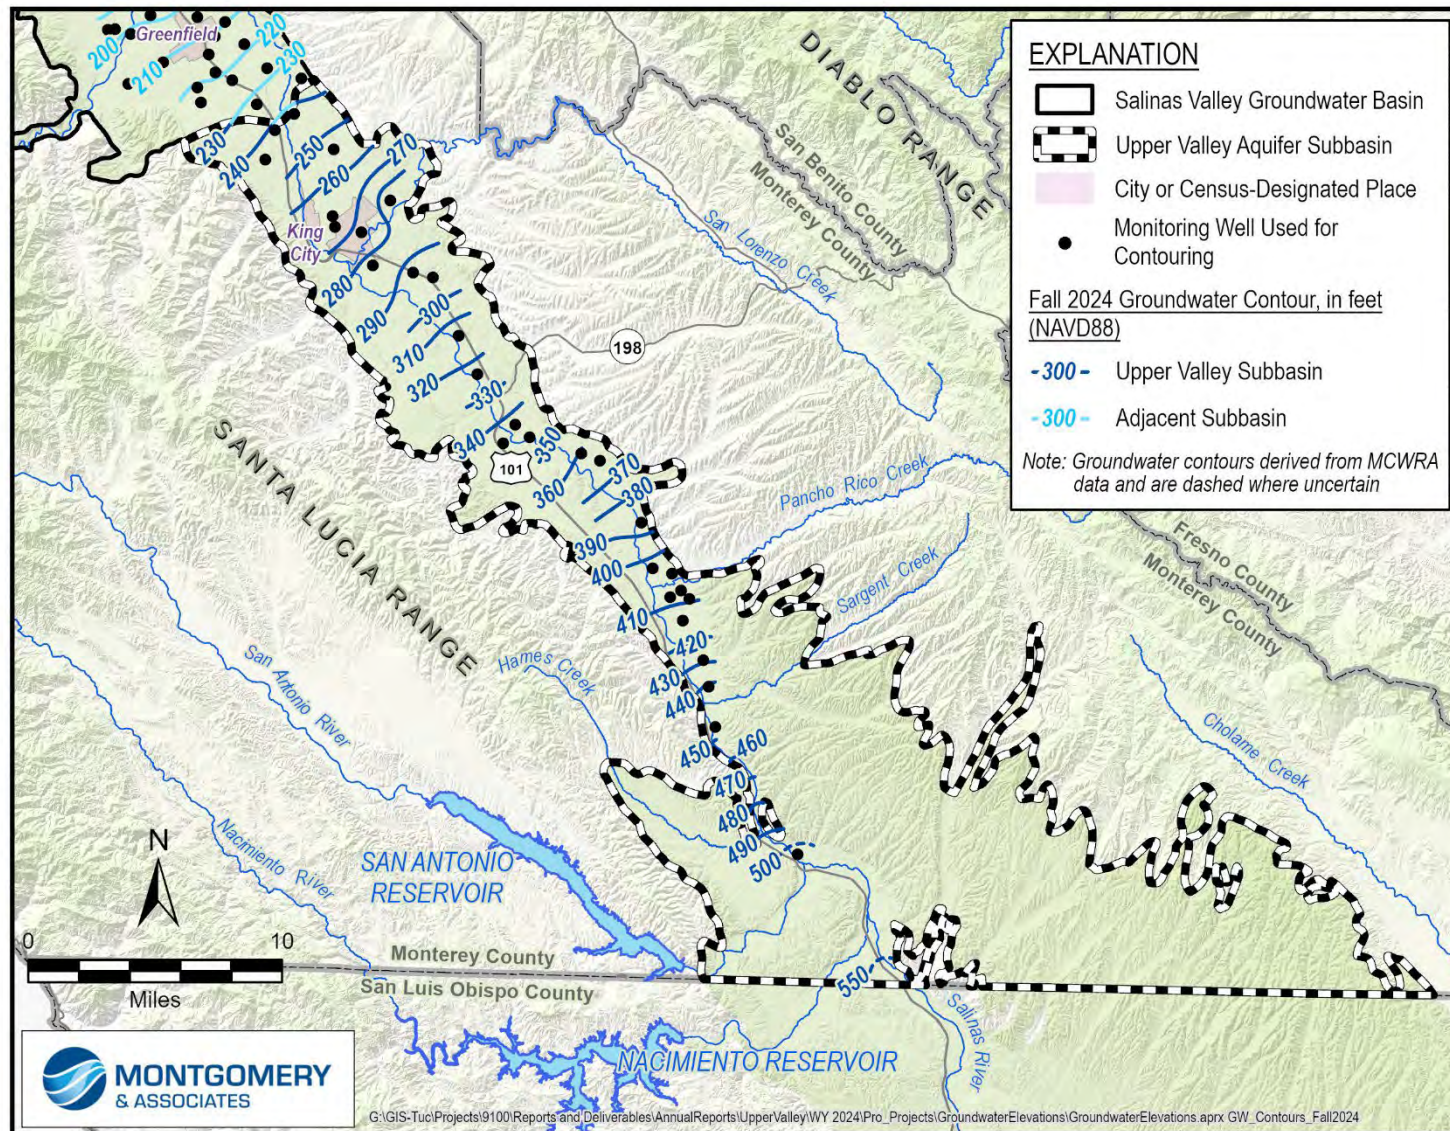 EXPLANATION
Salinas Valley Groundwater Basin
Upper Valley Aquifer Subbasin
City or Census-Designated Place
Monitoring Well Used for
Contouring
Fall 2024 Groundwater Contour, in feet
(NAVD88)
-300- Upper Valley Subbasin
-300- Adjacent Subbasin
Note: Groundwater contours derived from MCWRA
data and are dashed where uncertain
Greenfield
200
210
220
230
230
240
250
260
270
King
City
280
290
-300-
310
320
-330-
340
-350-
101
360
370
380
390
400
410
-420-
430
440
450
460
470
480
490
500
550
DIABLO RANGE
San Benito County
Monterey County
San Lorenzo Creek
198
SANTA LUCIA RANGE
Pancho Rico Creek
Sargent Creek
Fresno County
Monterey County
Hames Creek
San Antonio River
Cholame Creek
Nacimiento River
SAN ANTONIO
RESERVOIR
N
0 10
Miles
Monterey County
San Luis Obispo County
Salinas River
NACIMIENTO RESERVOIR
MONTGOMERY
& ASSOCIATES
G:\GIS-Tuc\Projects\9100\Reports and Deliverables\AnnualReports\UpperValley\WY 2024\Pro_Projects\GroundwaterElevations\GroundwaterElevations.aprx GW_Contours_Fall2024